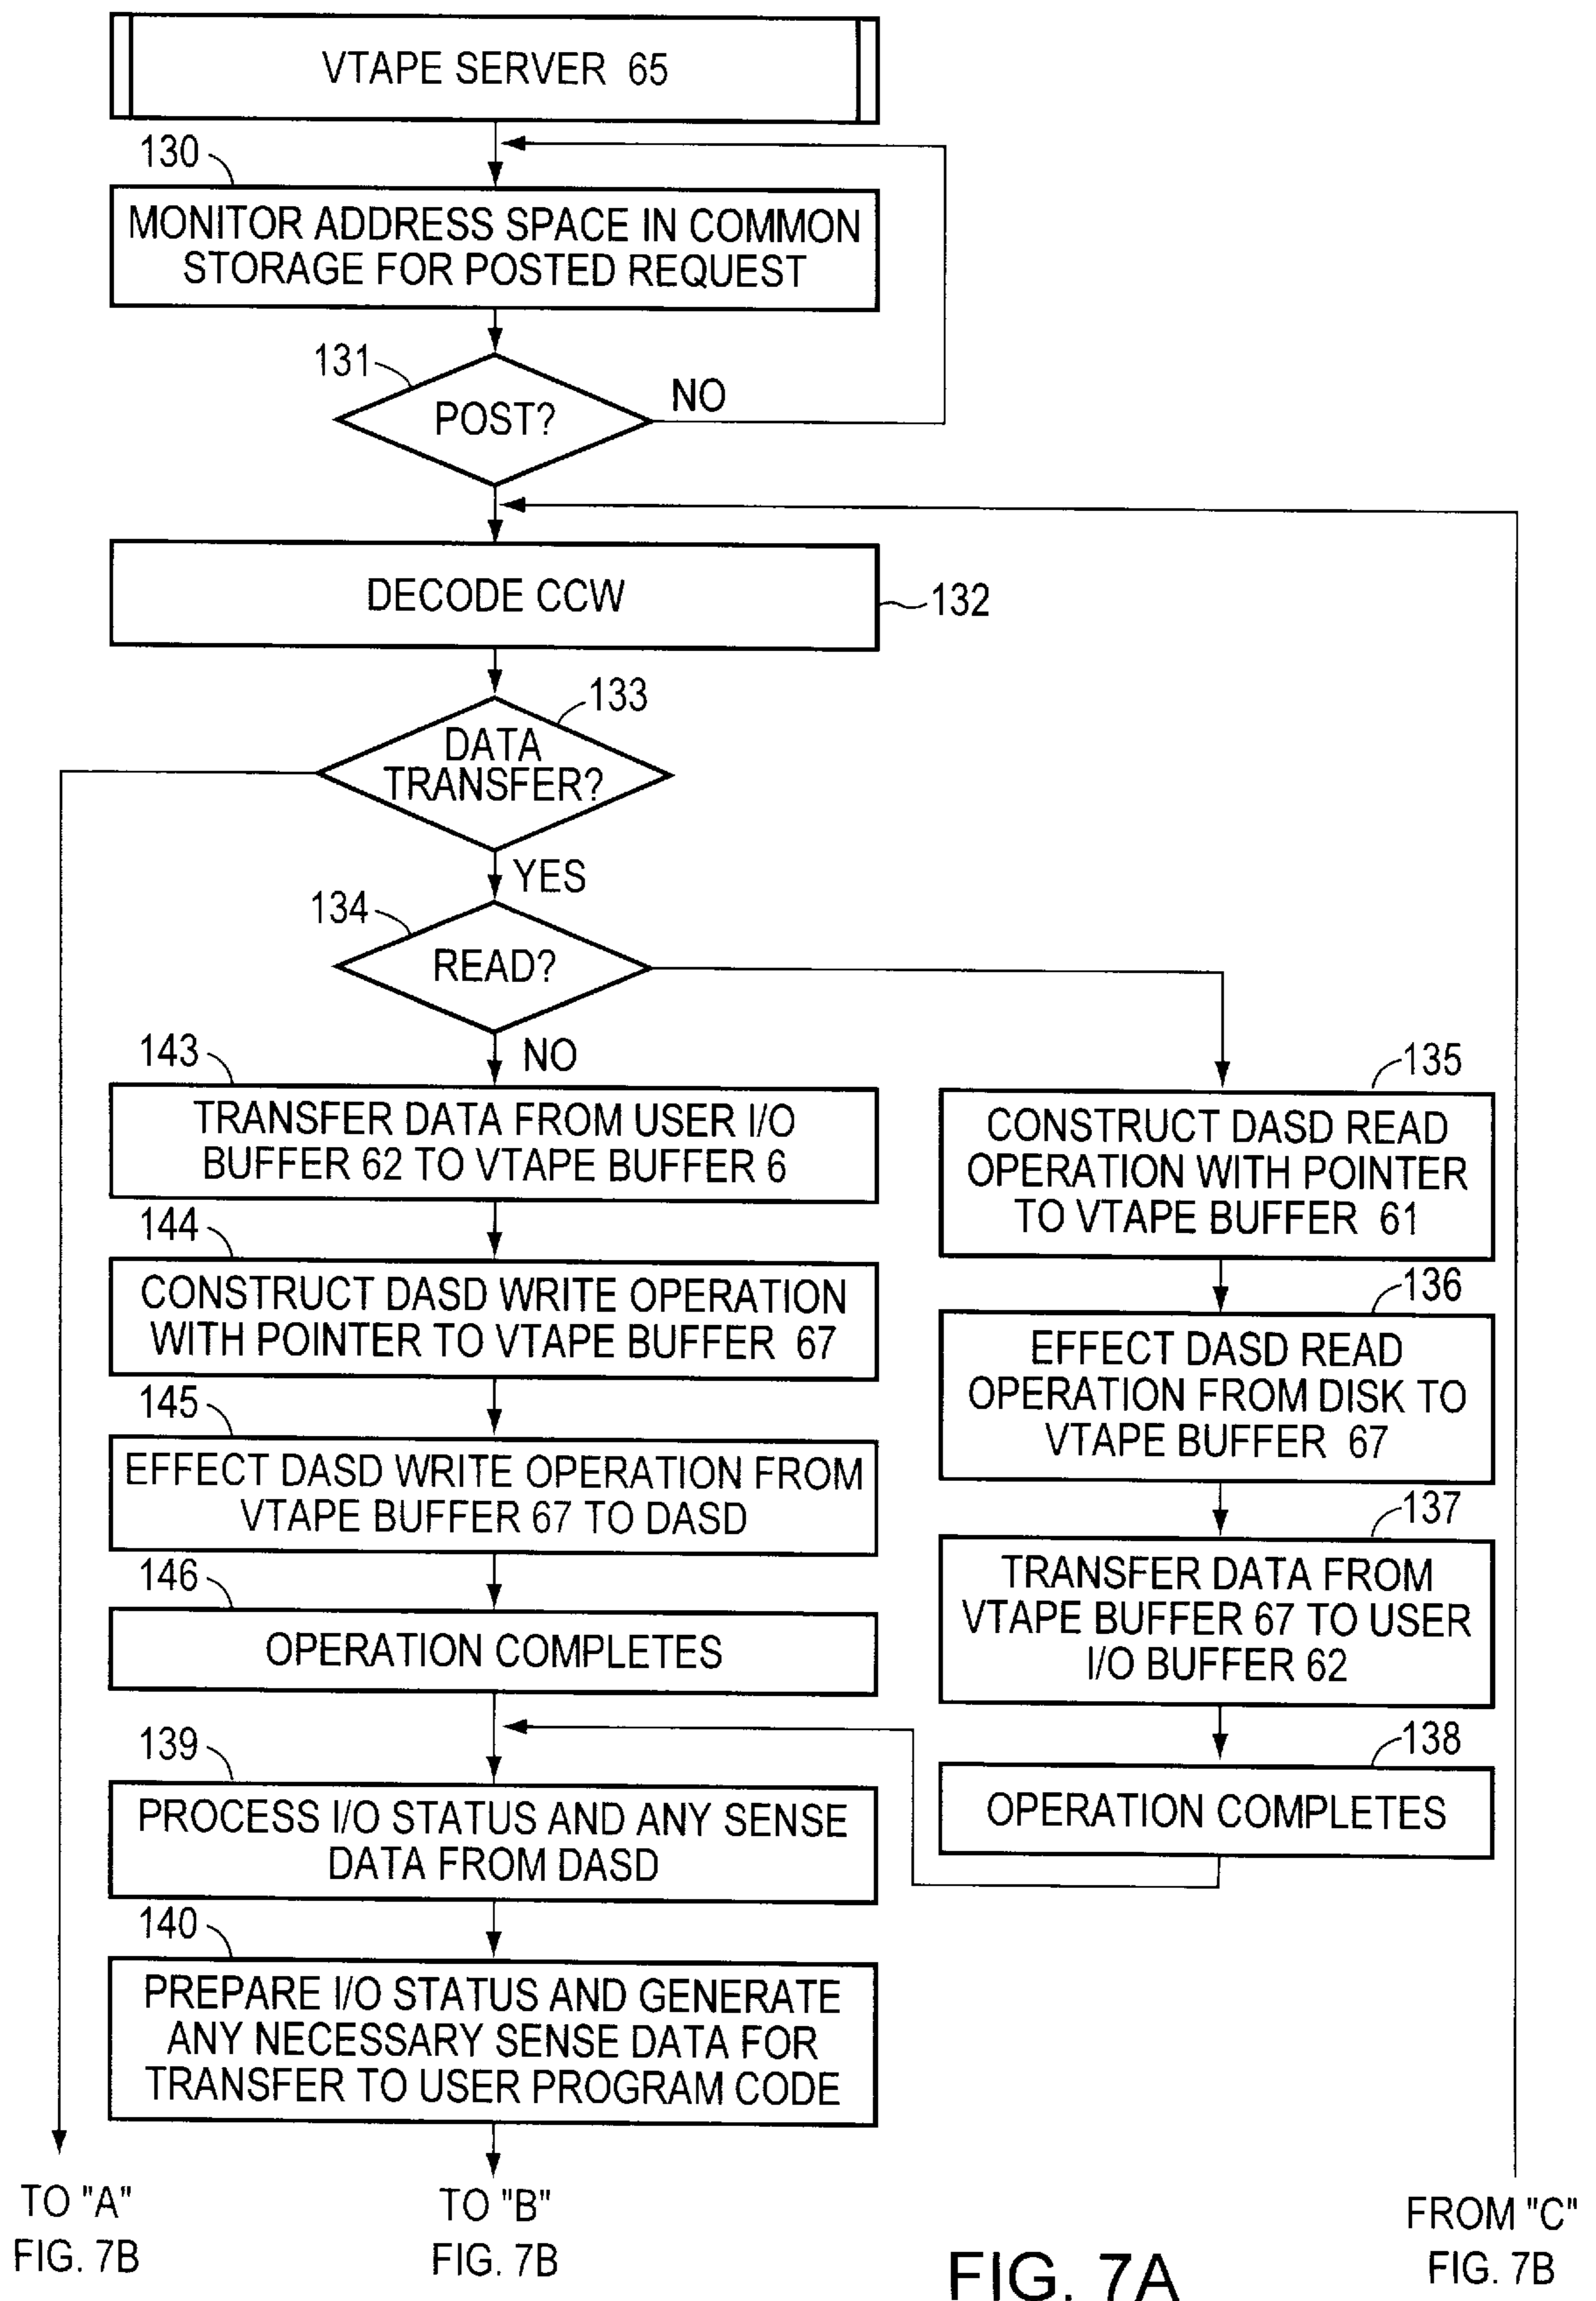 VTAPE SERVER 65
130
MONITOR ADDRESS SPACE IN COMMON
STORAGE FOR POSTED REQUEST
131
POST?
NO
DECODE CCW
132
133
DATA
TRANSFER?
YES
134
READ?
NO
143
TRANSFER DATA FROM USER I/O
BUFFER 62 TO VTAPE BUFFER 6
144
CONSTRUCT DASD WRITE OPERATION
WITH POINTER TO VTAPE BUFFER 67
145
EFFECT DASD WRITE OPERATION FROM
VTAPE BUFFER 67 TO DASD
146
OPERATION COMPLETES
135
CONSTRUCT DASD READ
OPERATION WITH POINTER
TO VTAPE BUFFER 61
136
EFFECT DASD READ
OPERATION FROM DISK TO
VTAPE BUFFER 67
137
TRANSFER DATA FROM
VTAPE BUFFER 67 TO USER
I/O BUFFER 62
138
OPERATION COMPLETES
139
PROCESS I/O STATUS AND ANY SENSE
DATA FROM DASD
140
PREPARE I/O STATUS AND GENERATE
ANY NECESSARY SENSE DATA FOR
TRANSFER TO USER PROGRAM CODE
TO "A"
FIG. 7B
TO "B"
FIG. 7B
FROM "C"
FIG. 7B
FIG. 7A